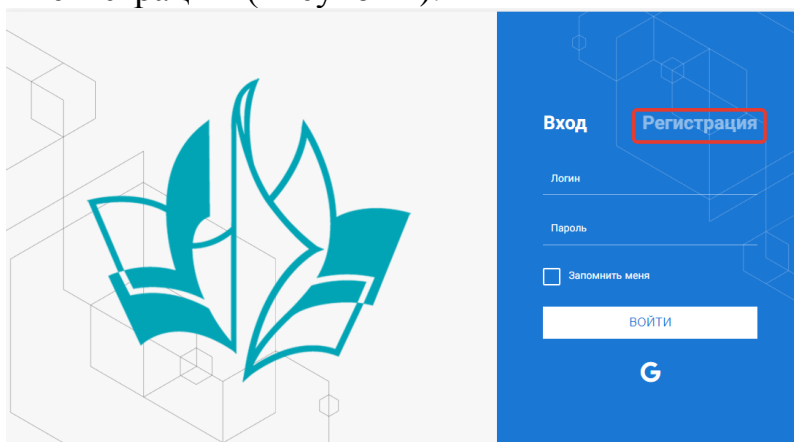 Вход Регистрация
Логин
Пароль
Запомнить меня
ВОЙТИ
G